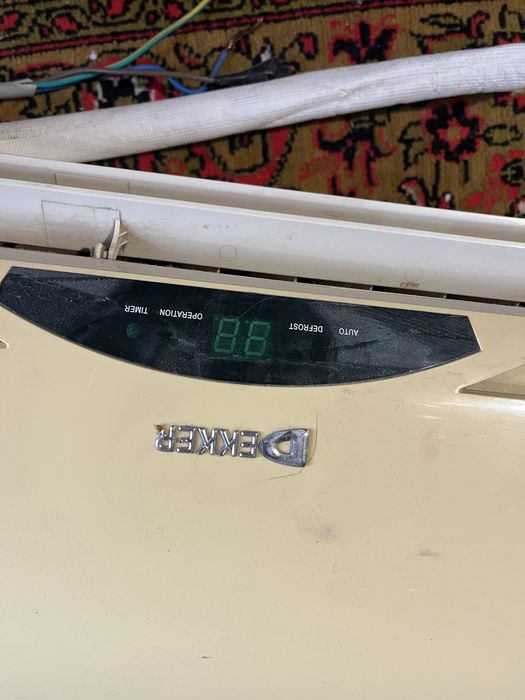 DEKKER
AUTO DEFROST 88 OPERATION TIMER